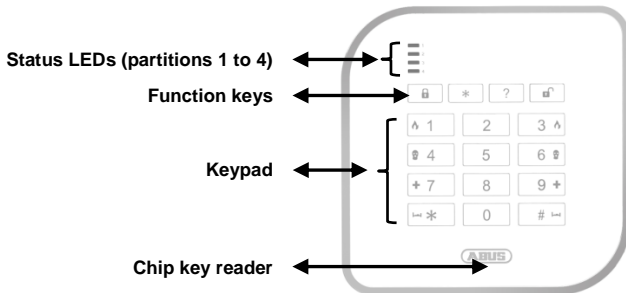 Status LEDs (partitions 1 to 4)
Function keys
* ?
1 2 3
Keypad
4 5 6
7 8 9
* 0 #
ABUS
Chip key reader